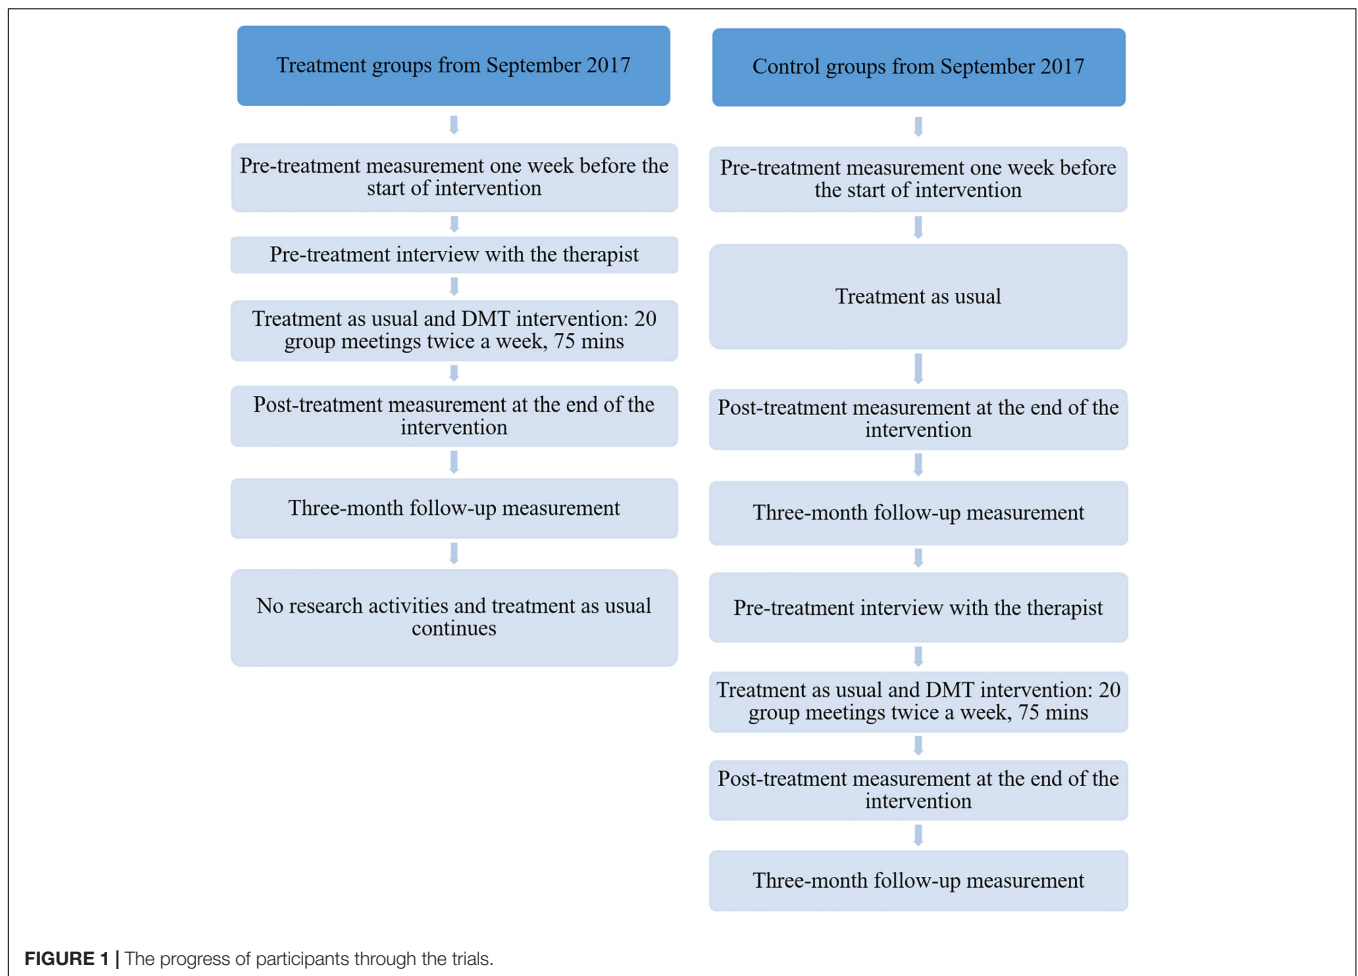 Treatment groups from September 2017
Pre-treatment measurement one week before the
start of intervention
Pre-treatment interview with the therapist
Treatment as usual and DMT intervention: 20
group meetings twice a week, 75 mins
Post-treatment measurement at the end of the
intervention
Three-month follow-up measurement
No research activities and treatment as usual
continues
Control groups from September 2017
Pre-treatment measurement one week before
the start of intervention
Treatment as usual
Post-treatment measurement at the end of the
intervention
Three-month follow-up measurement
Pre-treatment interview with the therapist
Treatment as usual and DMT intervention: 20
group meetings twice a week, 75 mins
Post-treatment measurement at the end of the
intervention
Three-month follow-up measurement
FIGURE 1 | The progress of participants through the trials.